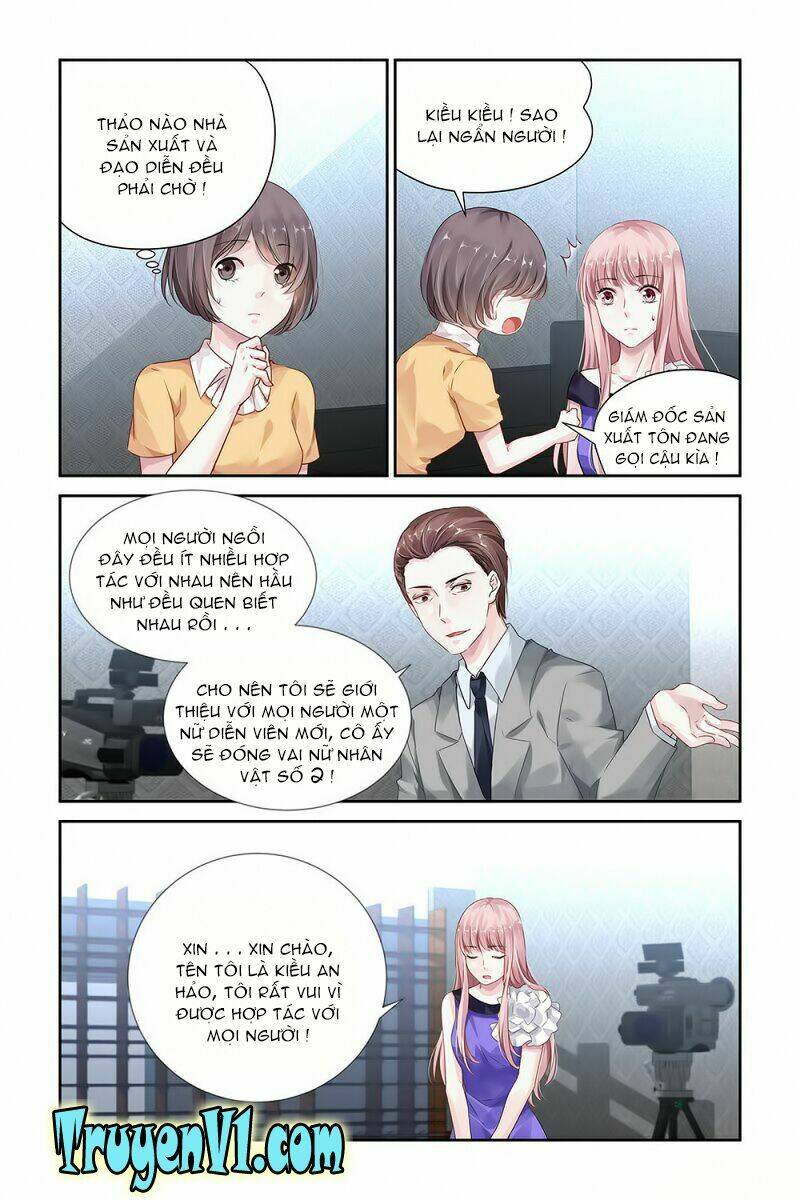 THẢO NÀO NHÀ
SẢN XUẤT VÀ
ĐẠO DIỄN ĐỀU
PHẢI CHỜ !
KIỀU KIỀU ! SAO
LẠI NGẨN NGƯỜI !
GIÁM ĐỐC SẢN
XUẤT TÔN ĐANG
GỌI CẬU KÌA !
MỌI NGƯỜI NGỒI
ĐÂY ĐỀU ÍT NHIỀU HỢP
TÁC VỚI NHAU NÊN HẦU
NHƯ ĐỀU QUEN BIẾT
NHAU RỒI . . .
CHO NÊN TÔI SẼ GIỚI
THIỆU VỚI MỌI NGƯỜI MỘT
NỮ DIỄN VIÊN MỚI, CÔ ẤY
SẼ ĐÓNG VAI NỮ NHÂN
VẬT SỐ 2 !
XIN . . . XIN CHÀO,
TÊN TÔI LÀ KIỀU AN
HẢO, TÔI RẤT VUI VÌ
ĐƯỢC HỢP TÁC VỚI
MỌI NGƯỜI !
TruyenV1.com